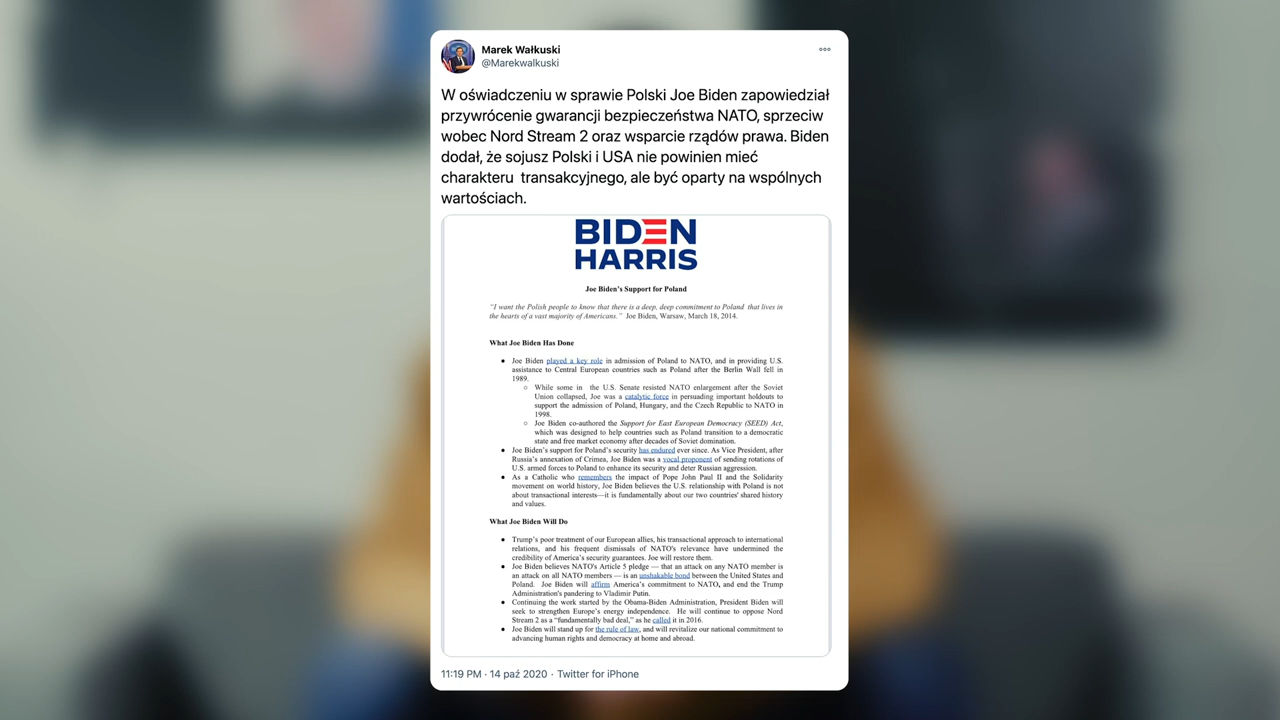 Marek Wałkuski
@Marekwalkuski
W oświadczeniu w sprawie Polski Joe Biden zapowiedział
przywrócenie gwarancji bezpieczeństwa NATO, sprzeciw
wobec Nord Stream 2 oraz wsparcie rządów prawa. Biden
dodał, że sojusz Polski i USA nie powinien mieć
charakteru transakcyjnego, ale być oparty na wspólnych
wartościach.
BIDEN
HARRIS
Joe Biden's Support for Poland
"I want the Polish people to know that there is a deep, deep commitment to Poland that lives in
the hearts of a vast majority of Americans." Joe Biden, Warsaw, March 18, 2014.
What Joe Biden Has Done
● Joe Biden played a key role in admission of Poland to NATO, and in providing U.S.
assistance to Central European countries such as Poland after the Berlin Wall fell in
1989.
○ While some in the U.S. Senate resisted NATO enlargement after the Soviet
Union collapsed, Joe was a catalytic force in persuading important holdouts to
support the admission of Poland, Hungary, and the Czech Republic to NATO in
1998.
○ Joe Biden co-authored the Support for East European Democracy (SEED) Act,
which was designed to help countries such as Poland transition to a democratic
state and free market economy after decades of Soviet domination.
● Joe Biden's support for Poland's security has endured ever since. As Vice President, after
Russia's annexation of Crimea, Joe Biden was a vocal proponent of sending rotations of
U.S. armed forces to Poland to enhance its security and deter Russian aggression.
● As a Catholic who remembers the impact of Pope John Paul II and the Solidarity
movement on world history, Joe Biden believes the U.S. relationship with Poland is not
about transactional interests—it is fundamentally about our two countries' shared history
and values.
What Joe Biden Will Do
● Trump's poor treatment of our European allies, his transactional approach to international
relations, and his frequent dismissals of NATO's relevance have undermined the
credibility of America's security guarantees. Joe will restore them.
● Joe Biden believes NATO's Article 5 pledge — that an attack on any NATO member is
an attack on all NATO members — is an unshakable bond between the United States and
Poland. Joe Biden will affirm America's commitment to NATO, and end the Trump
Administration's pandering to Vladimir Putin.
● Continuing the work started by the Obama-Biden Administration, President Biden will
seek to strengthen Europe's energy independence. He will continue to oppose Nord
Stream 2 as a "fundamentally bad deal," as he called it in 2016.
● Joe Biden will stand up for the rule of law, and will revitalize our national commitment to
advancing human rights and democracy at home and abroad.
11:19 PM · 14 paź 2020 · Twitter for iPhone